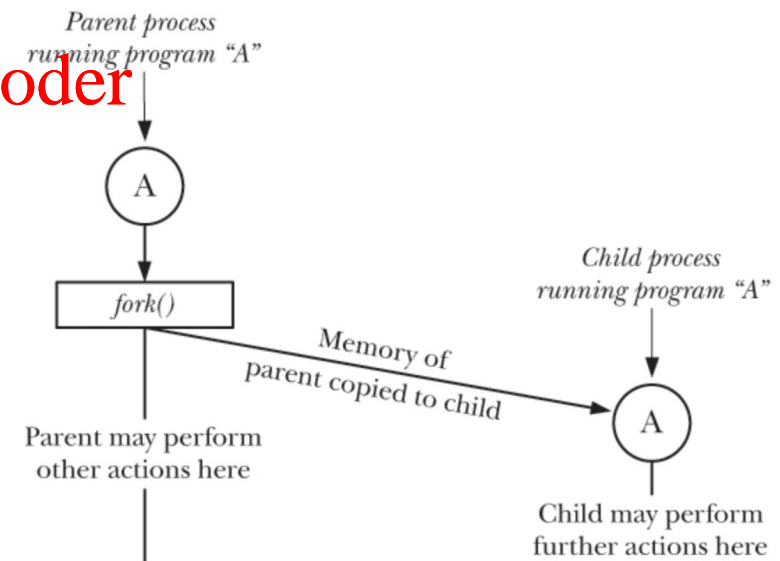 Parent process
running program “A”
oder
A
fork()
Memory of
parent copied to child
Parent may perform
other actions here
Child process
running program “A”
A
Child may perform
further actions here